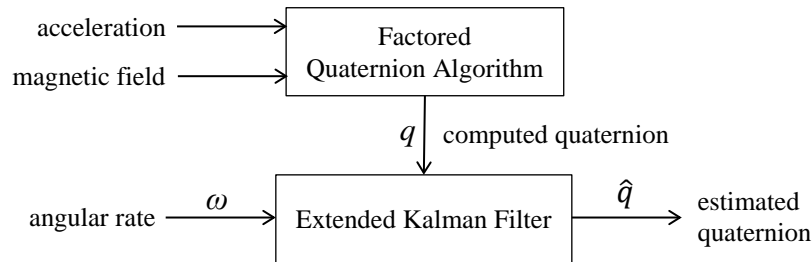 acceleration
magnetic field
Factored
Quaternion Algorithm
q computed quaternion
angular rate
ω
Extended Kalman Filter
q̂
estimated
quaternion